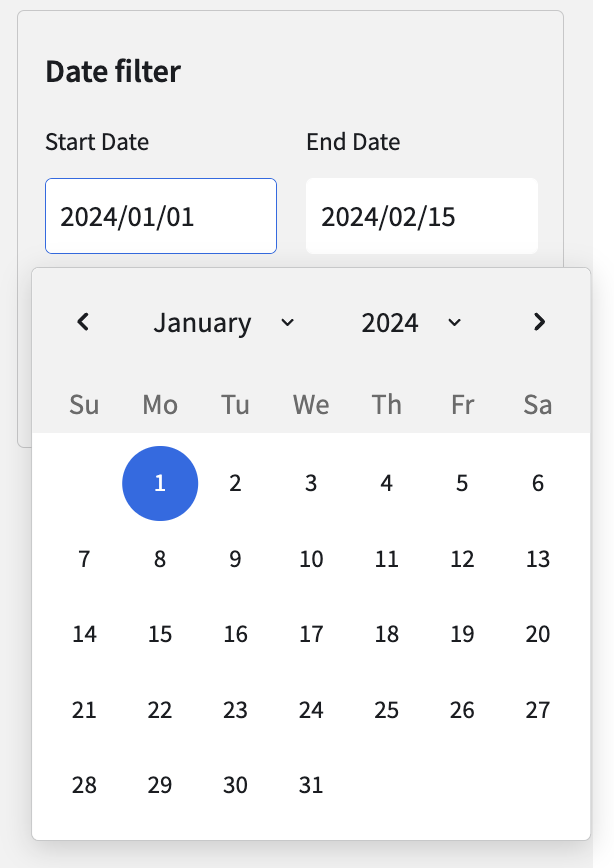 Date filter
Start Date End Date
2024/01/01 2024/02/15
January 2024
Su Mo Tu We Th Fr Sa
1 2 3 4 5 6
7 8 9 10 11 12 13
14 15 16 17 18 19 20
21 22 23 24 25 26 27
28 29 30 31